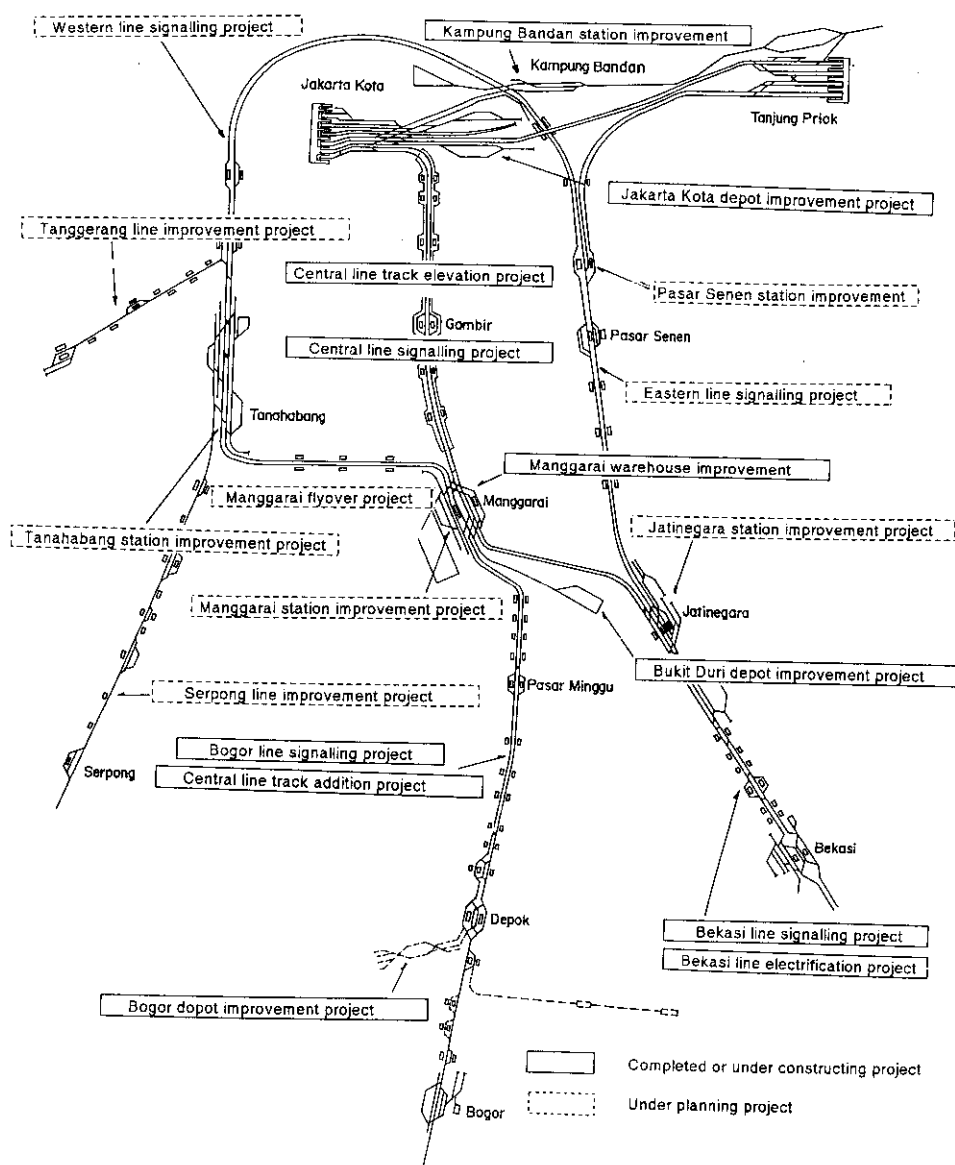 Western line signalling project
Kampung Bandan station improvement
Kampung Bandan
Jakarta Kota
Tanjung Priok
Jakarta Kota depot improvement project
Tanggerang line improvement project
Central line track elevation project
Pasar Senen station improvement
Gambir
Pasar Senen
Central line signalling project
Eastern line signalling project
Tanahabang
Manggarai warehouse improvement
Manggarai flyover project
Manggarai
Jatinegara station improvement project
Tanahabang station improvement project
Manggarai station improvement project
Jatinegara
Bukit Duri depot improvement project
Serpong line improvement project
Pasar Minggu
Bogor line signalling project
Serpong
Central line track addition project
Bekasi
Depok
Bekasi line signalling project
Bekasi line electrification project
Bogor dopot improvement project
Completed or under constructing project
Under planning project
Bogor